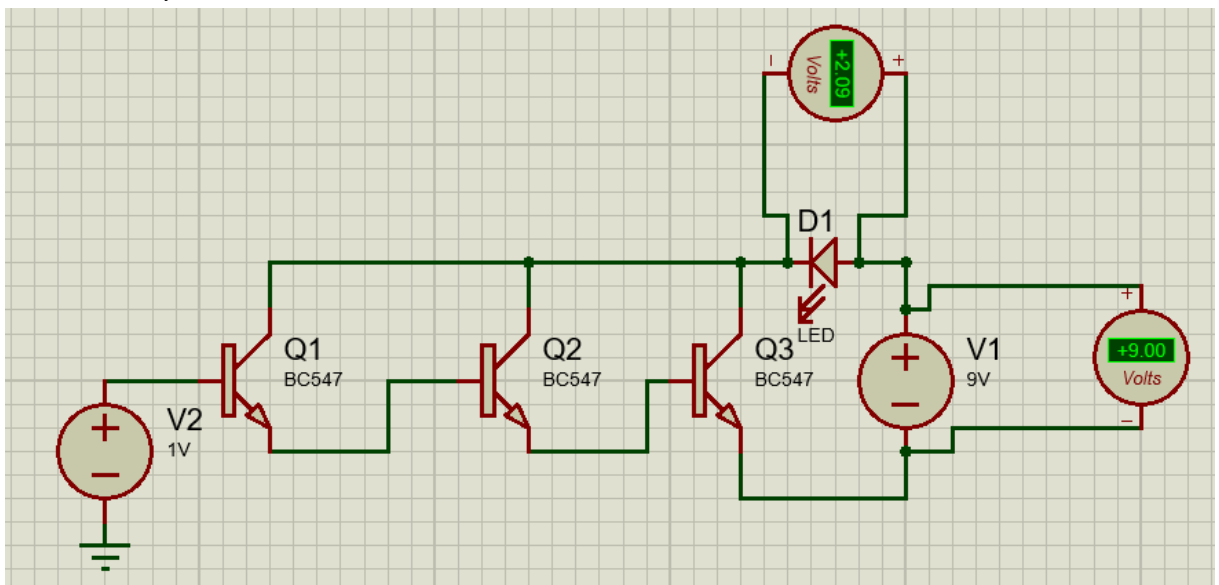 - +2.09 +
Volts
D1
LED
Q1
BC547
Q2
BC547
Q3
BC547
V1
9V
+
+9.00
Volts
-
V2
1V